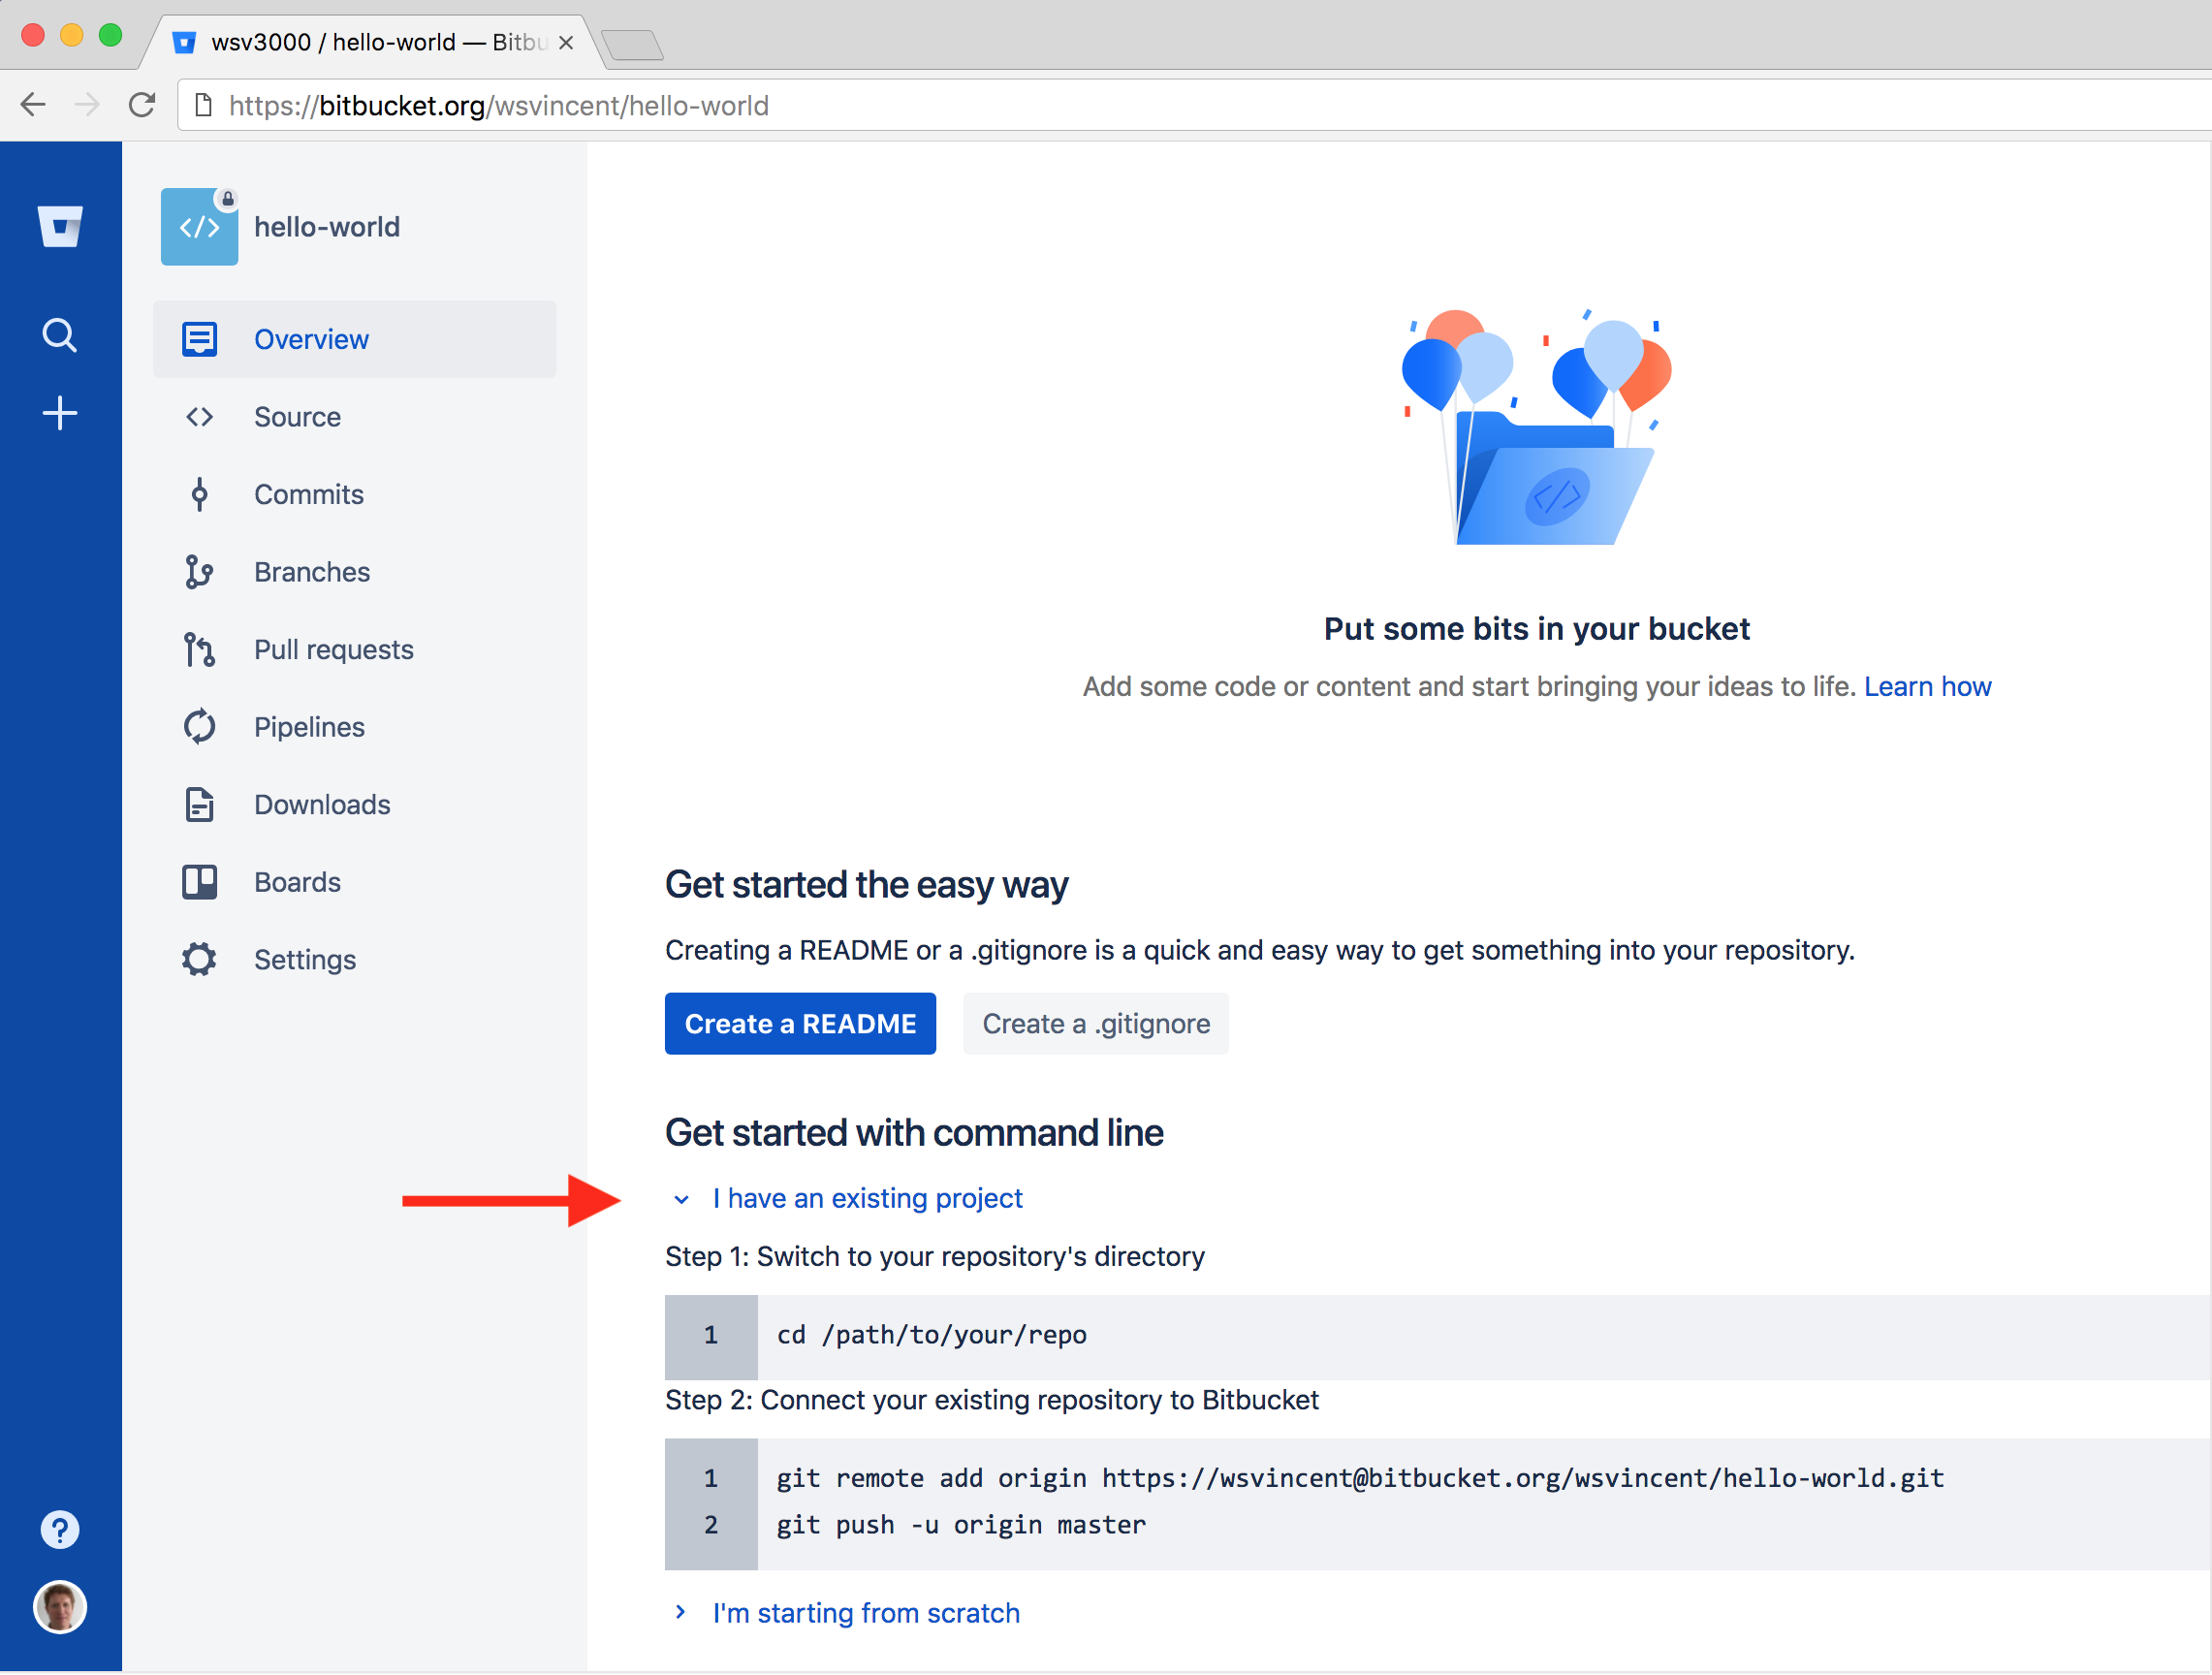 wsv3000 / hello-world — Bitbu
https://bitbucket.org/wsvincent/hello-world
</>
hello-world
Overview
Source
Commits
Branches
Pull requests
Pipelines
Downloads
Boards
Settings
</>
Put some bits in your bucket
Add some code or content and start bringing your ideas to life. Learn how
Get started the easy way
Creating a README or a .gitignore is a quick and easy way to get something into your repository.
Create a README
Create a .gitignore
Get started with command line
I have an existing project
Step 1: Switch to your repository's directory
1 cd /path/to/your/repo
Step 2: Connect your existing repository to Bitbucket
1 git remote add origin https://wsvincent@bitbucket.org/wsvincent/hello-world.git
2 git push -u origin master
I'm starting from scratch